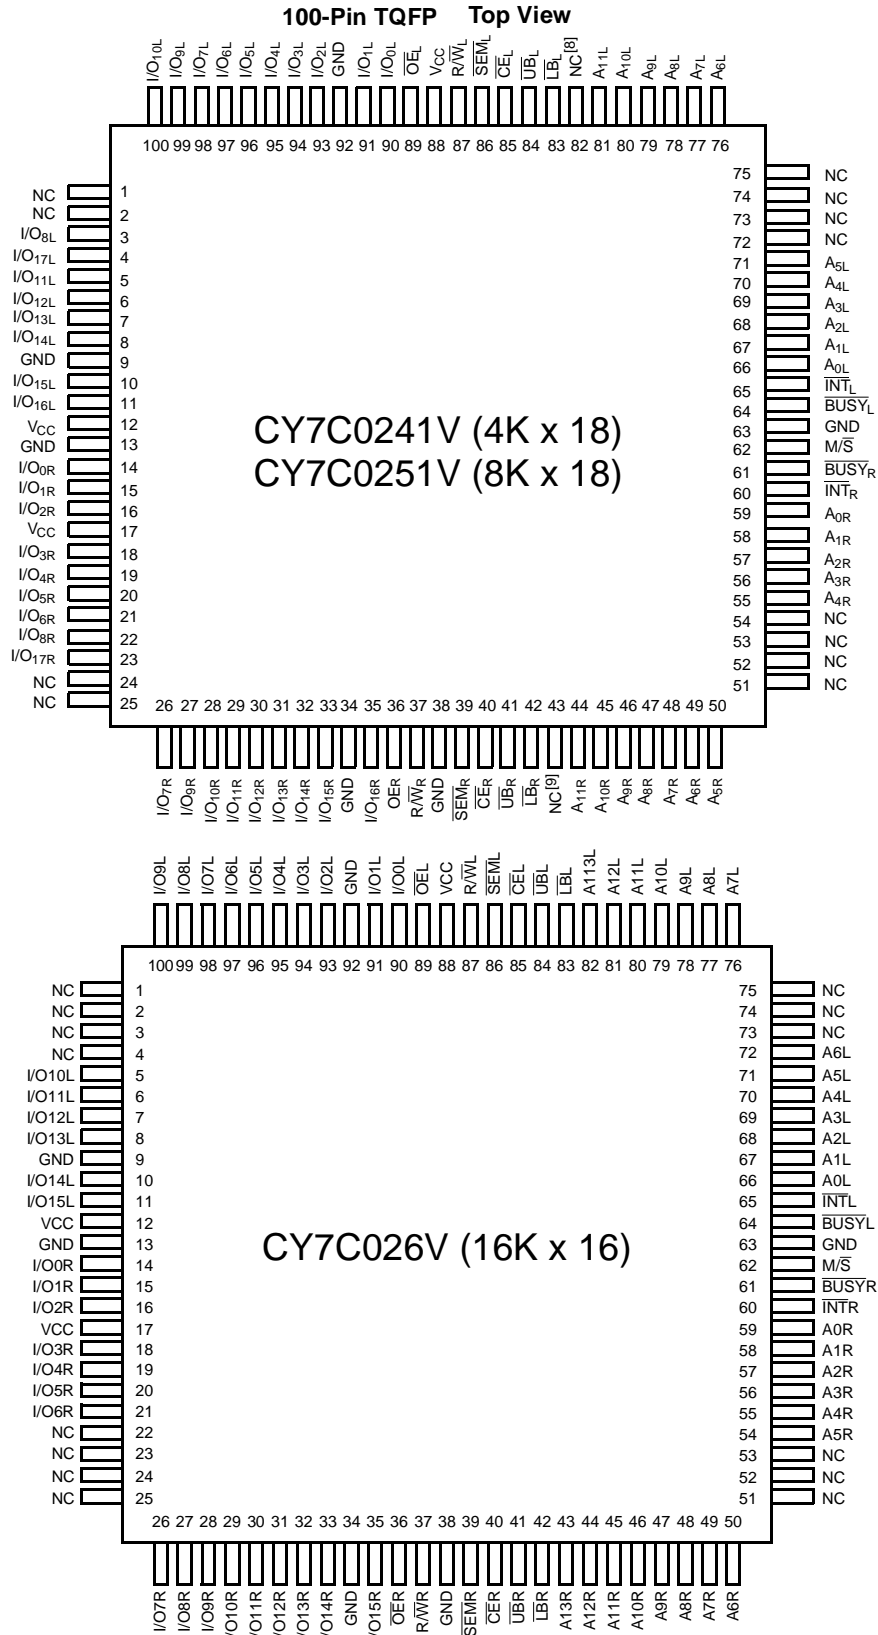 100-Pin TQFP Top View
I/O10L I/O9L I/O7L I/O6L I/O5L I/O4L I/O3L I/O2L GND I/O1L I/O0L OEL VCC R/WL SEML CEL UBL LBL NC[8] A11L A10L A9L A8L A7L A6L
100 99 98 97 96 95 94 93 92 91 90 89 88 87 86 85 84 83 82 81 80 79 78 77 76
NC 1
NC 2
I/O8L 3
I/O17L 4
I/O11L 5
I/O12L 6
I/O13L 7
I/O14L 8
GND 9
I/O15L 10
I/O16L 11
VCC 12
GND 13
I/O0R 14
I/O1R 15
I/O2R 16
VCC 17
I/O3R 18
I/O4R 19
I/O5R 20
I/O6R 21
I/O8R 22
I/O17R 23
NC 24
NC 25
CY7C0241V (4K x 18)
CY7C0251V (8K x 18)
75 NC
74 NC
73 NC
72 NC
71 A5L
70 A4L
69 A3L
68 A2L
67 A1L
66 A0L
65 INTL
64 BUSYL
63 GND
62 M/S
61 BUSYR
60 INTR
59 A0R
58 A1R
57 A2R
56 A3R
55 A4R
54 NC
53 NC
52 NC
51 NC
26 27 28 29 30 31 32 33 34 35 36 37 38 39 40 41 42 43 44 45 46 47 48 49 50
I/O7R I/O9R I/O10R I/O11R I/O12R I/O13R I/O14R I/O15R GND I/O16R OER R/WR GND SEMR CER UBR LBR NC[9] A11R A10R A9R A8R A7R A6R A5R
I/O9L I/O8L I/O7L I/O6L I/O5L I/O4L I/O3L I/O2L GND I/O1L I/O0L OEL VCC R/WL SEML CEL UBL LBL A113L A12L A11L A10L A9L A8L A7L
100 99 98 97 96 95 94 93 92 91 90 89 88 87 86 85 84 83 82 81 80 79 78 77 76
NC 1
NC 2
NC 3
NC 4
I/O10L 5
I/O11L 6
I/O12L 7
I/O13L 8
GND 9
I/O14L 10
I/O15L 11
VCC 12
GND 13
I/O0R 14
I/O1R 15
I/O2R 16
VCC 17
I/O3R 18
I/O4R 19
I/O5R 20
I/O6R 21
NC 22
NC 23
NC 24
NC 25
CY7C026V (16K x 16)
75 NC
74 NC
73 NC
72 A6L
71 A5L
70 A4L
69 A3L
68 A2L
67 A1L
66 A0L
65 INTL
64 BUSYL
63 GND
62 M/S
61 BUSYR
60 INTR
59 A0R
58 A1R
57 A2R
56 A3R
55 A4R
54 A5R
53 NC
52 NC
51 NC
26 27 28 29 30 31 32 33 34 35 36 37 38 39 40 41 42 43 44 45 46 47 48 49 50
I/O7R I/O8R I/O9R I/O10R I/O11R I/O12R I/O13R I/O14R GND I/O15R OER R/WR GND SEMR CER UBR LBR A13R A12R A11R A10R A9R A8R A7R A6R